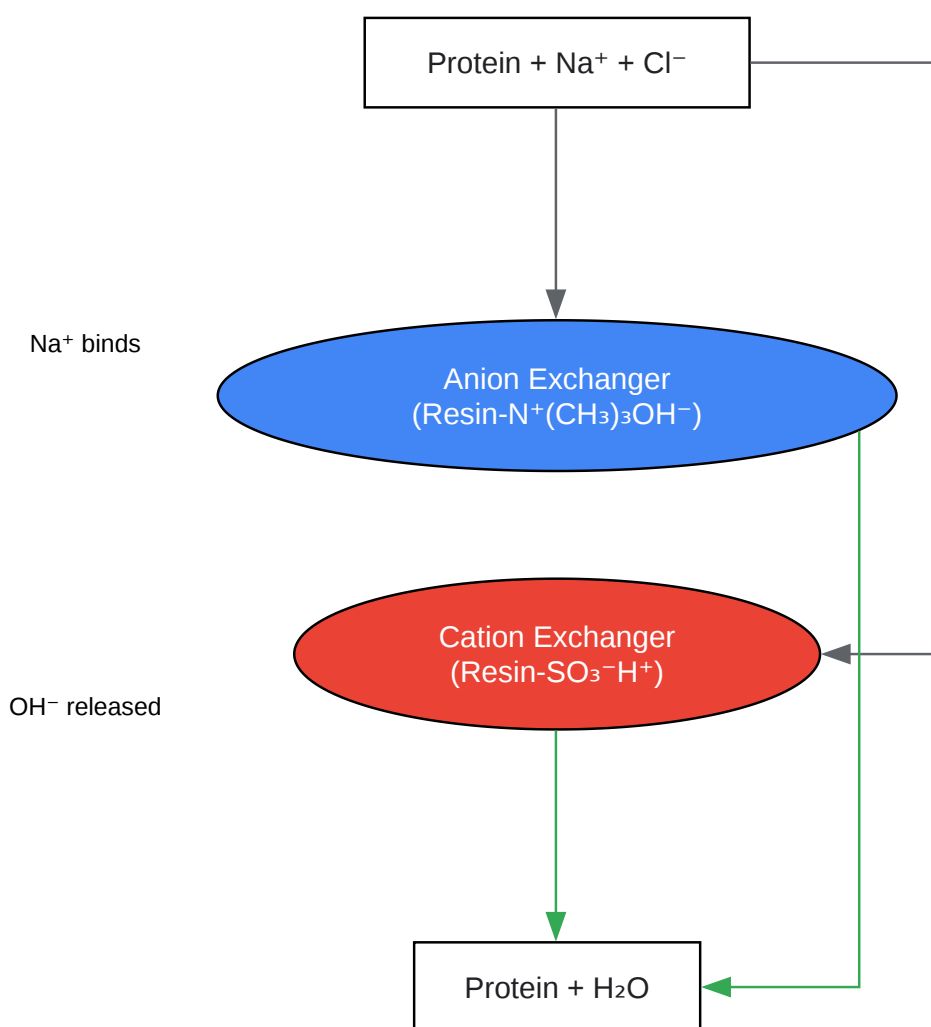 Protein + Na⁺ + Cl⁻
Na⁺ binds
Anion Exchanger
(Resin-N⁺(CH₃)₃OH⁻)
Cation Exchanger
(Resin-SO₃⁻H⁺)
OH⁻ released
Protein + H₂O